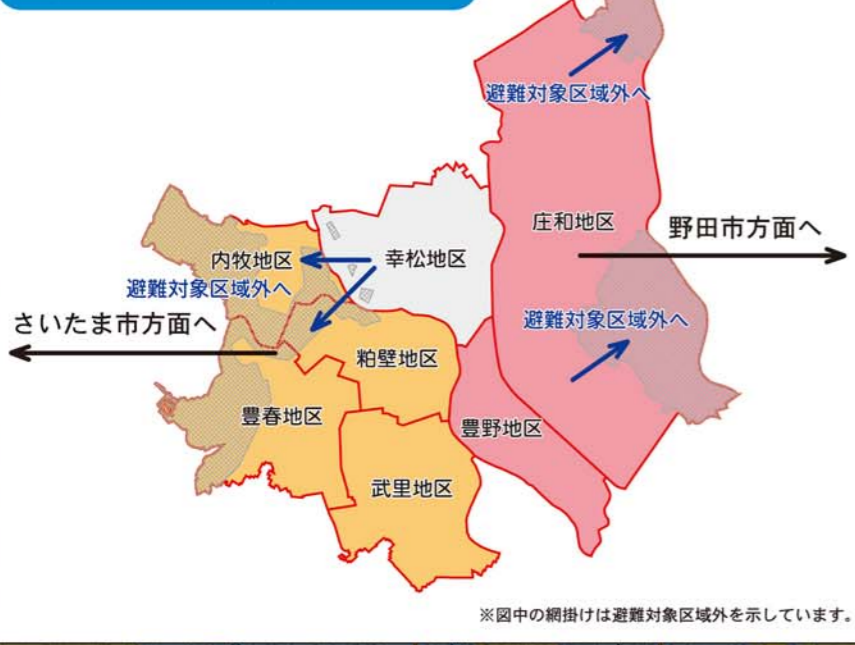 避難対象区域外へ
庄和地区
野田市方面へ
内牧地区
幸松地区
避難対象区域外へ
さいたま市方面へ
避難対象区域外へ
粕壁地区
豊春地区
豊野地区
武里地区
※図中の網掛けは避難対象区域外を示しています。